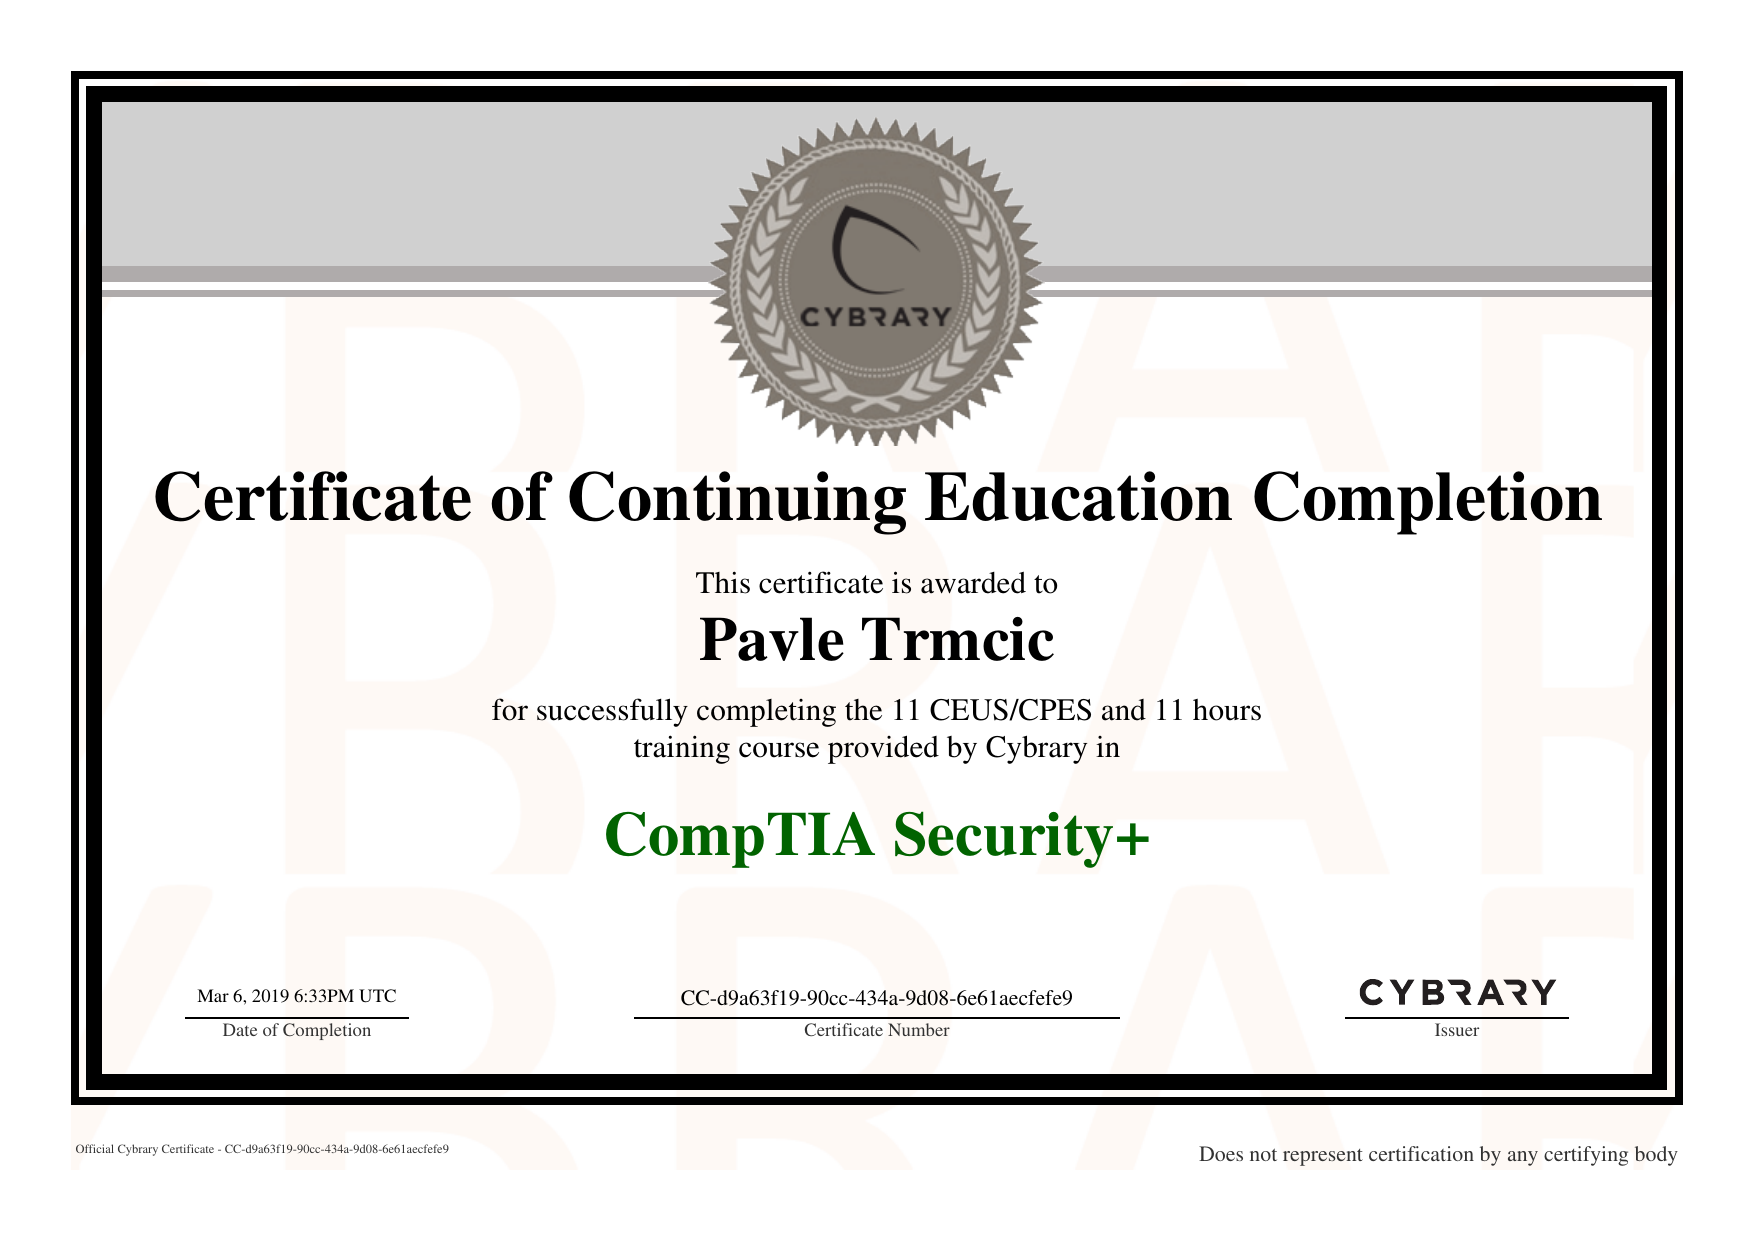 CYBRARY
Certificate of Continuing Education Completion
This certificate is awarded to
Pavle Trmcic
for successfully completing the 11 CEUS/CPES and 11 hours
training course provided by Cybrary in
CompTIA Security+
Mar 6, 2019 6:33PM UTC
Date of Completion
CC-d9a63f19-90cc-434a-9d08-6e61aecfefe9
Certificate Number
CYBRARY
Issuer
Official Cybrary Certificate - CC-d9a63f19-90cc-434a-9d08-6e61aecfefe9
Does not represent certification by any certifying body